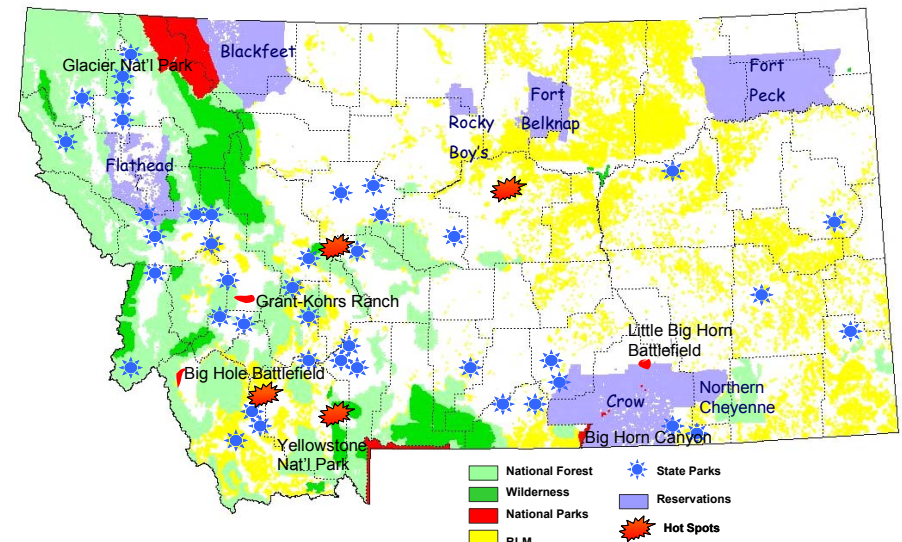 Blackfeet
Glacier Nat'l Park
Fort
Peck
Fort
Belknap
Rocky
Boy's
Flathead
Grant-Kohrs Ranch
Little Big Horn
Battlefield
Big Hole Battlefield
Northern
Cheyenne
Crow
Big Horn Canyon
Yellowstone
Nat'l Park
National Forest
Wilderness
National Parks
BLM
State Parks
Reservations
Hot Spots